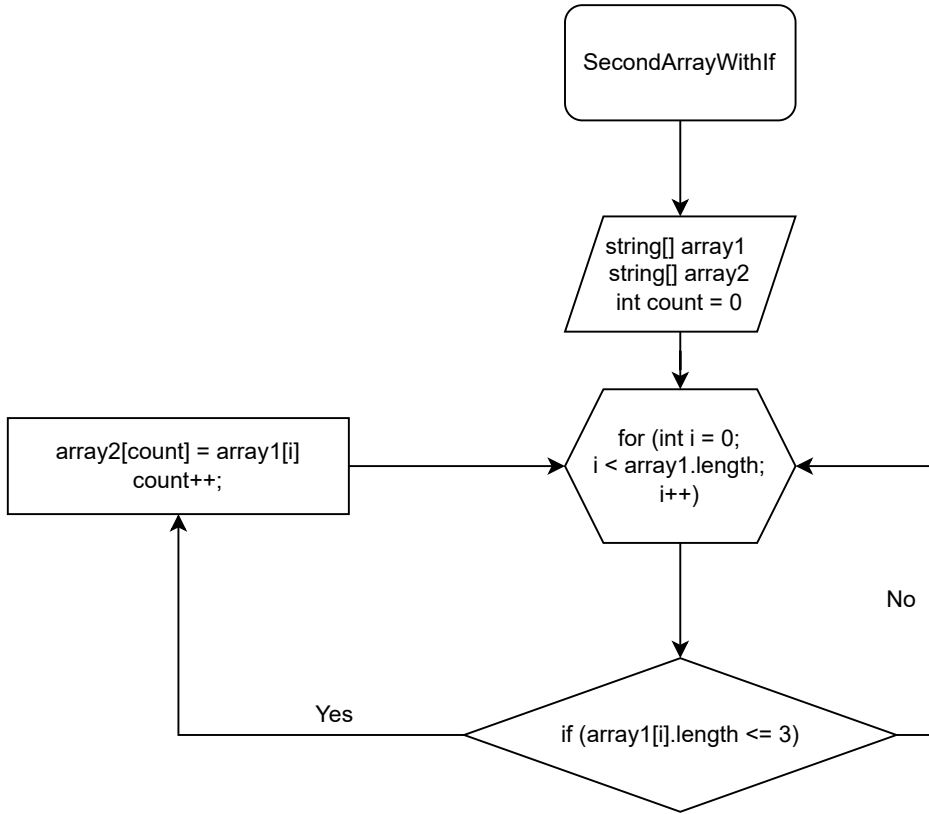 SecondArrayWithIf
string[] array1
string[] array2
int count = 0
for (int i = 0;
i < array1.length;
i++)
array2[count] = array1[i]
count++;
No
Yes
if (array1[i].length <= 3)